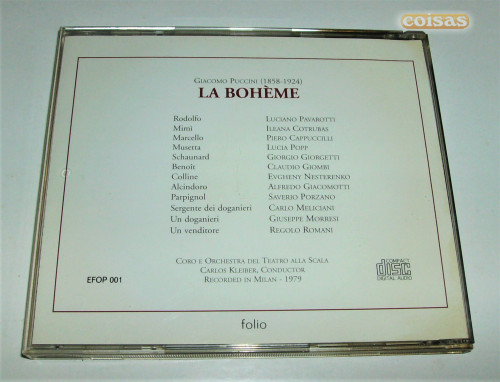 coisas
Giacomo Puccini (1858-1924)
LA BOHÈME
Rodolfo Luciano Pavarotti
Mimì Ileana Cotrubas
Marcello Piero Cappuccilli
Musetta Lucia Popp
Schaunard Giorgio Giorgetti
Benoît Claudio Giombi
Colline Evgheny Nesterenko
Alcindoro Alfredo Giacomotti
Parpignol Saverio Porzano
Sergente dei doganieri Carlo Meliciani
Un doganieri Giuseppe Morresi
Un venditore Regolo Romani
Coro e Orchestra del Teatro alla Scala
Carlos Kleiber, Conductor
Recorded in Milan - 1979
EFOP 001
COMPACT
disc
DIGITAL AUDIO
folio